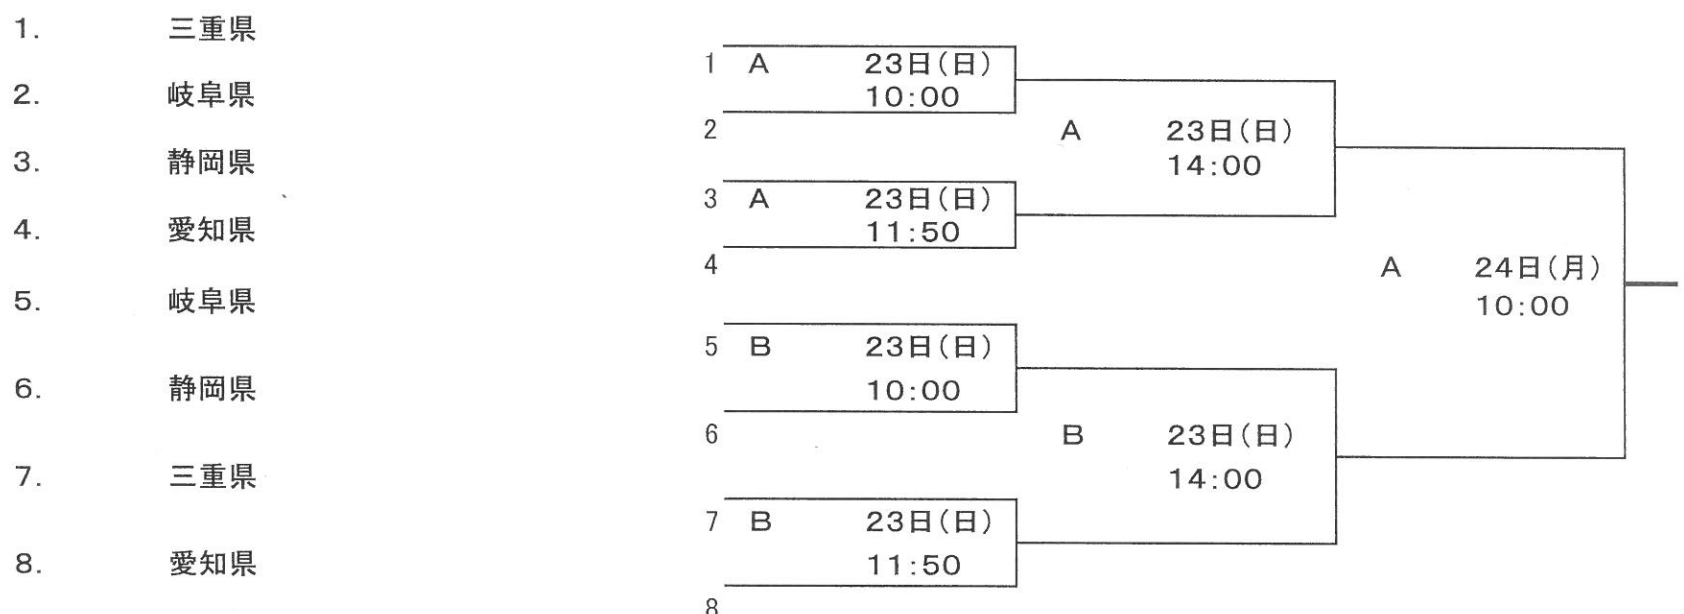 1. 三重県
2. 岐阜県
3. 静岡県
4. 愛知県
5. 岐阜県
6. 静岡県
7. 三重県
8. 愛知県
1 A 23日(日)
10:00
2
3 A 23日(日)
11:50
4
5 B 23日(日)
10:00
6
7 B 23日(日)
11:50
8
A 23日(日)
14:00
B 23日(日)
14:00
A 24日(月)
10:00